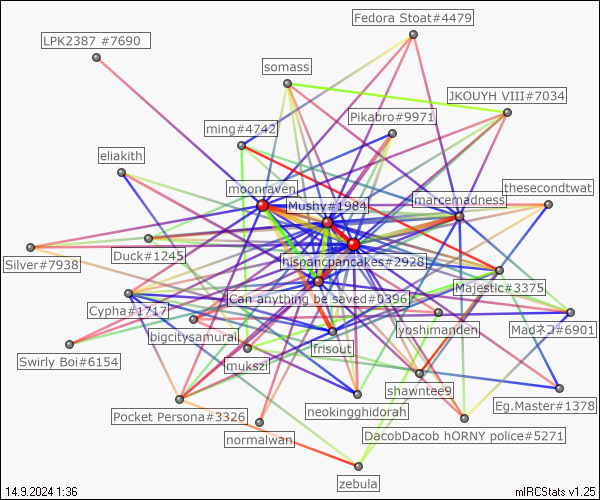 Fedora Stoat#4479
LPK2387 #7690
somass
JKOUYH VIII#7034
Pikabro#9971
ming#4742
eliakith
moonraven
marcemadness
thesecondtwat
Mushy#1984
Duck#1245
Silver#7938
hispanicpancakes#2928
Majestic#3375
Can anything be saved#0396
Cypha#1717
bigcitysamurai
yoshimanden
Madネコ#6901
frisout
Swirly Boi#6154
mukszi
shawntee9
Eg.Master#1378
Pocket Persona#3326
neokingghidorah
normalwan
DacobDacob hORNY police#5271
zebula
14.9.2024 1:36
mIRCStats v1.25